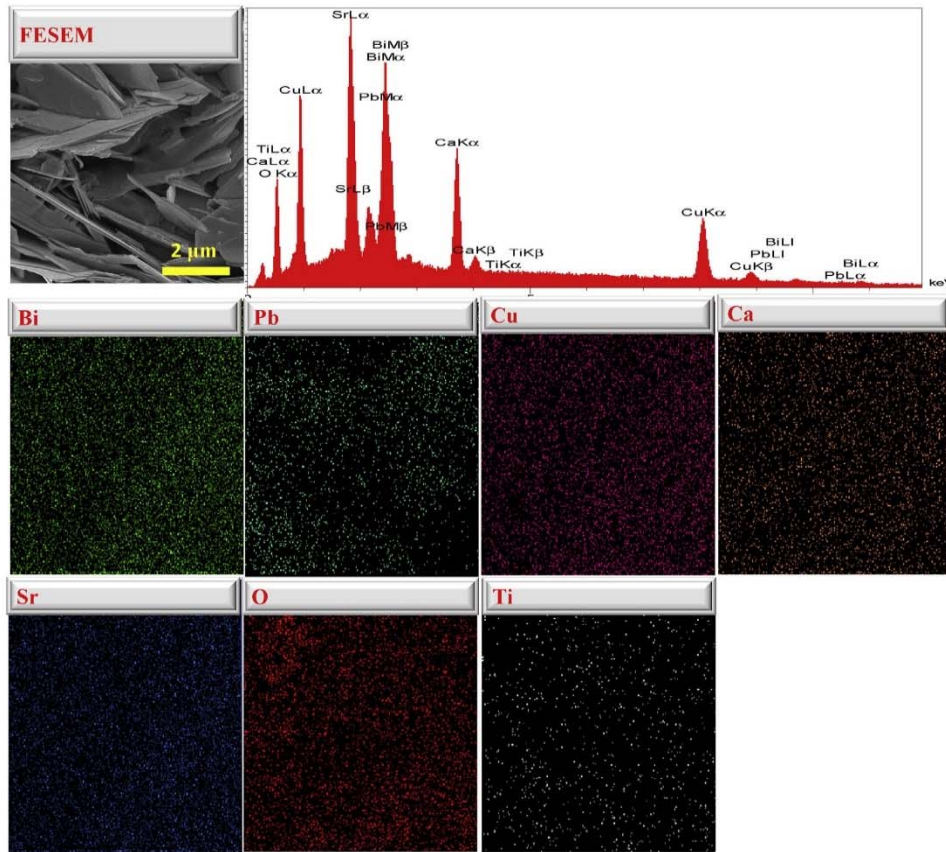 FESEM
2 µm
SrLα
BiMβ
BiMα
CuLα
PbMα
CaKα
TiLα
CaLα
O Kα
SrLβ
CuKα
PbMβ
CaKβ
TiKβ
TiKα
BiLl
PbLl
BiLα
CuKβ
PbLα
Bi
Pb
Cu
Ca
Sr
O
Ti